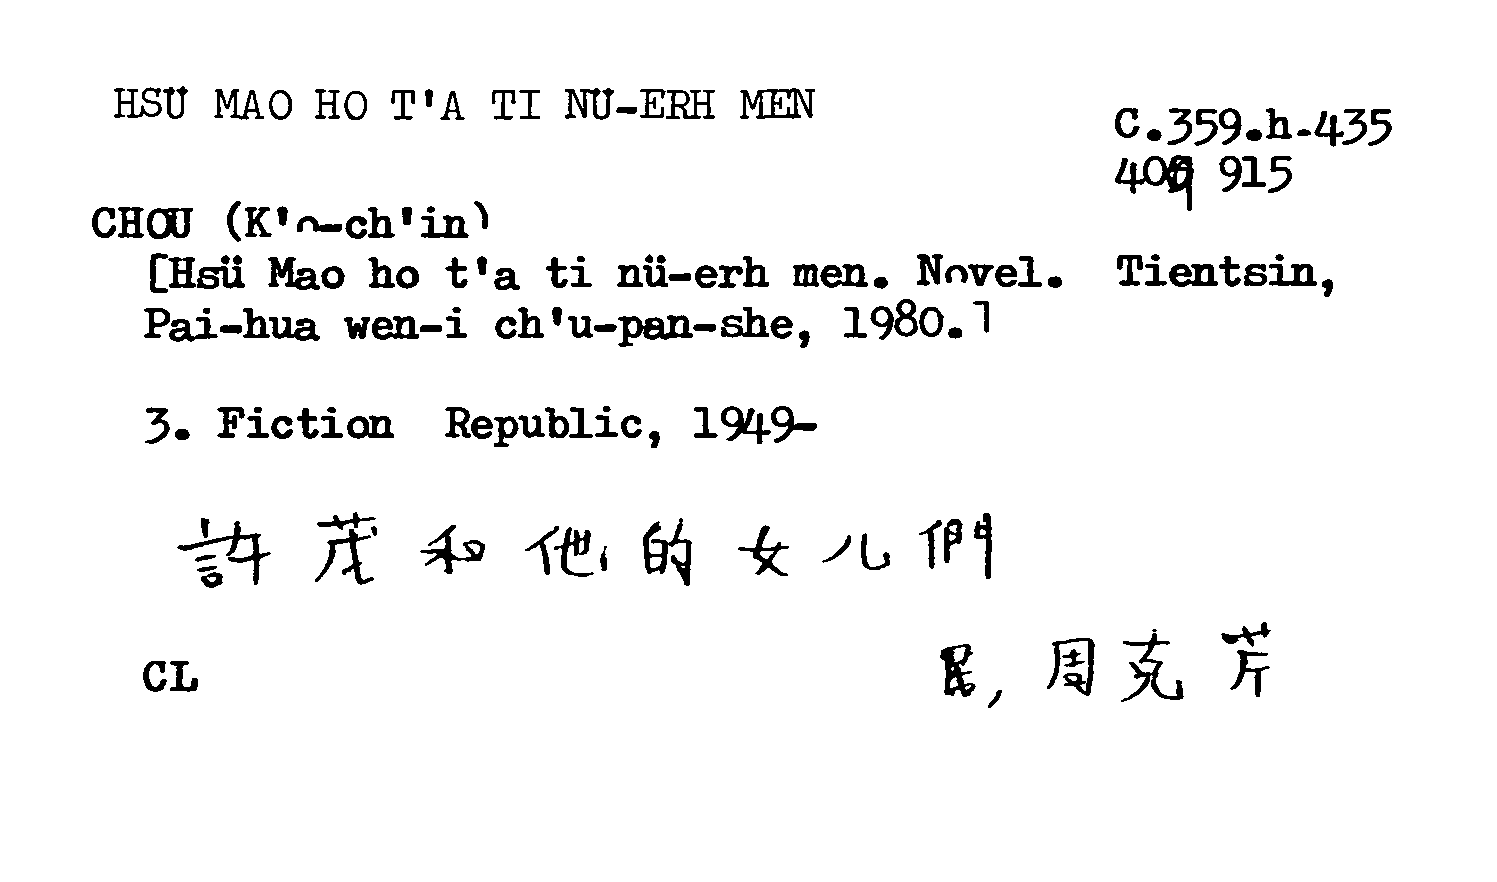 HSÜ MAO HO T'A TI NÜ-ERH MEN
C.359.h.435
409 915
CHOU (K'o-ch'in)
[Hsü Mao ho t'a ti nü-erh men. Novel. Tientsin,
Pai-hua wen-i ch'u-pan-she, 1980.]
3. Fiction Republic, 1949-
許茂和他的女儿們
民, 周克芹
CL